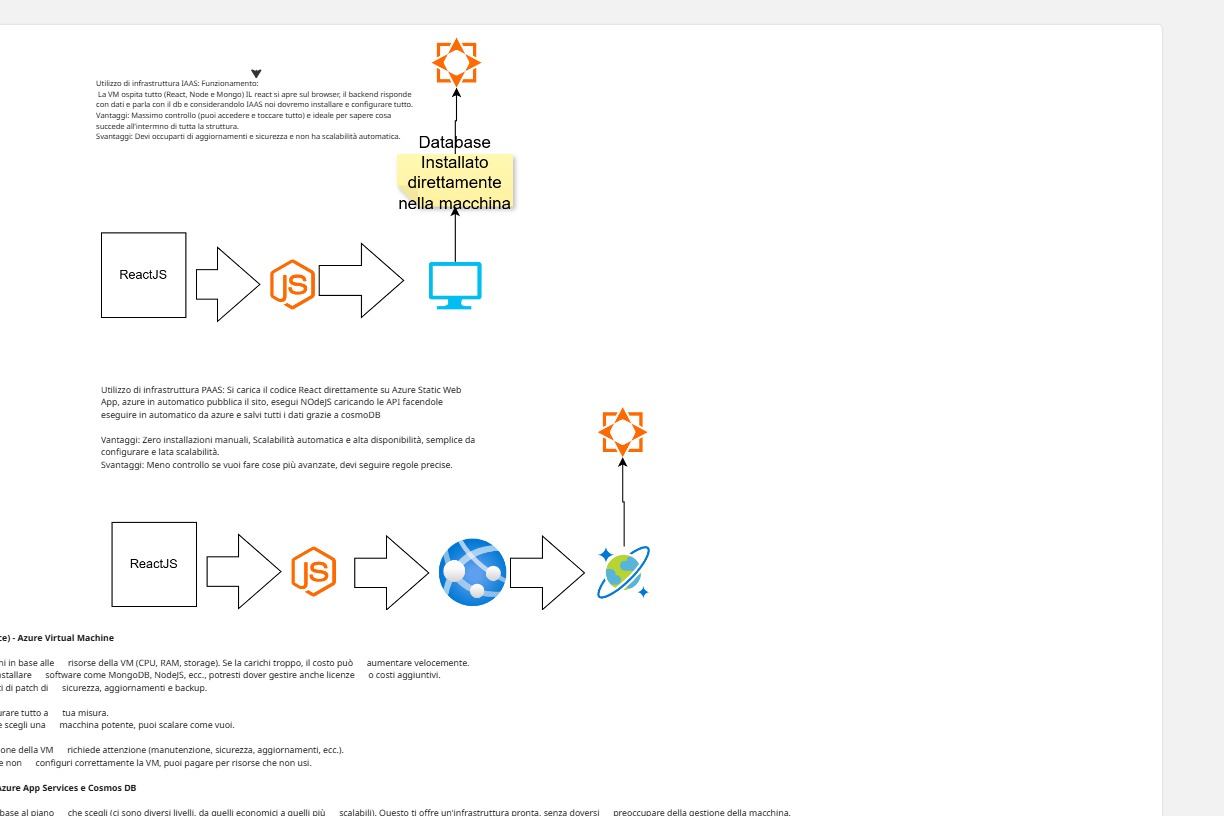 Utilizzo di infrastruttura IAAS: Funzionamento:
La VM ospita tutto (React, Node e Mongo) IL react si apre sul browser, il backend risponde
con dati e parla con il db e considerandolo IAAS noi dovremo installare e configurare tutto.
Vantaggi: Massimo controllo (puoi accedere e toccare tutto) e ideale per sapere cosa
succede all'intermno di tutta la struttura.
Svantaggi: Devi occuparti di aggiornamenti e sicurezza e non ha scalabilità automatica.
Database
Installato
direttamente
nella macchina
ReactJS
JS
Utilizzo di infrastruttura PAAS: Si carica il codice React direttamente su Azure Static Web
App, azure in automatico pubblica il sito, esegui NOdeJS caricando le API facendole
eseguire in automatico da azure e salvi tutti i dati grazie a cosmoDB
Vantaggi: Zero installazioni manuali, Scalabilità automatica e alta disponibilità, semplice da
configurare e lata scalabilità.
Svantaggi: Meno controllo se vuoi fare cose più avanzate, devi seguire regole precise.
ReactJS
JS
ce) - Azure Virtual Machine
ni in base alle risorse della VM (CPU, RAM, storage). Se la carichi troppo, il costo può aumentare velocemente.
stallare software come MongoDB, NodeJS, ecc., potresti dover gestire anche licenze o costi aggiuntivi.
ti di patch di sicurezza, aggiornamenti e backup.
urare tutto a tua misura.
e scegli una macchina potente, puoi scalare come vuoi.
one della VM richiede attenzione (manutenzione, sicurezza, aggiornamenti, ecc.).
e non configuri correttamente la VM, puoi pagare per risorse che non usi.
Azure App Services e Cosmos DB
base al piano che scegli (ci sono diversi livelli, da quelli economici a quelli più scalabili). Questo ti offre un'infrastruttura pronta, senza doversi preoccupare della gestione della macchina.